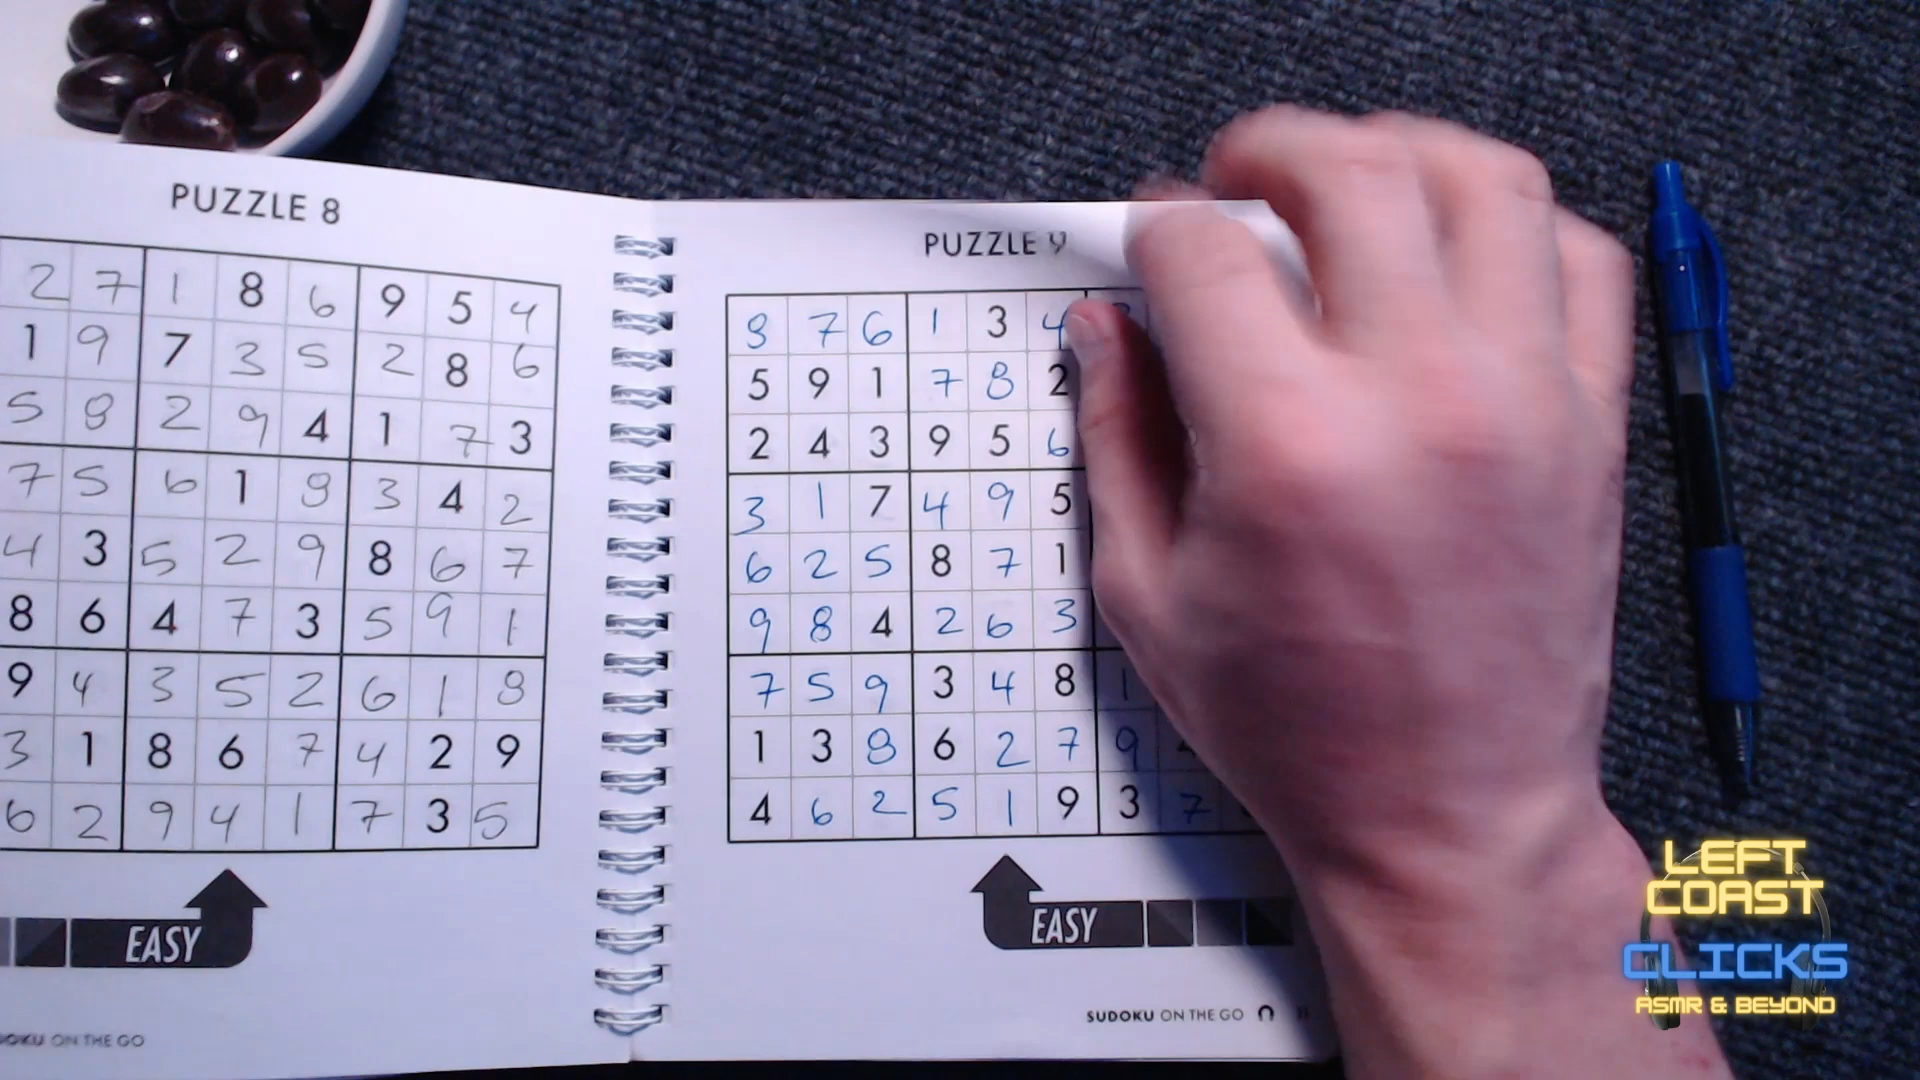 PUZZLE 8
2 7 1 8 6 9 5 4
1 9 7 3 5 2 8 6
5 8 2 9 4 1 7 3
7 5 6 1 8 3 4 2
4 3 5 2 9 8 6 7
8 6 4 7 3 5 9 1
9 4 3 5 2 6 1 8
3 1 8 6 7 4 2 9
6 2 9 4 1 7 3 5
EASY
ON THE GO
PUZZLE 9
8 7 6 1 3 4
5 9 1 7 8 2
2 4 3 9 5 6
3 1 7 4 9 5
6 2 5 8 7 1
9 8 4 2 6 3
7 5 9 3 4 8 1
1 3 8 6 2 7 9
4 6 2 5 1 9 3 7
EASY
SUDOKU ON THE GO
LEFT
COAST
CLICKS
ASMR & BEYOND